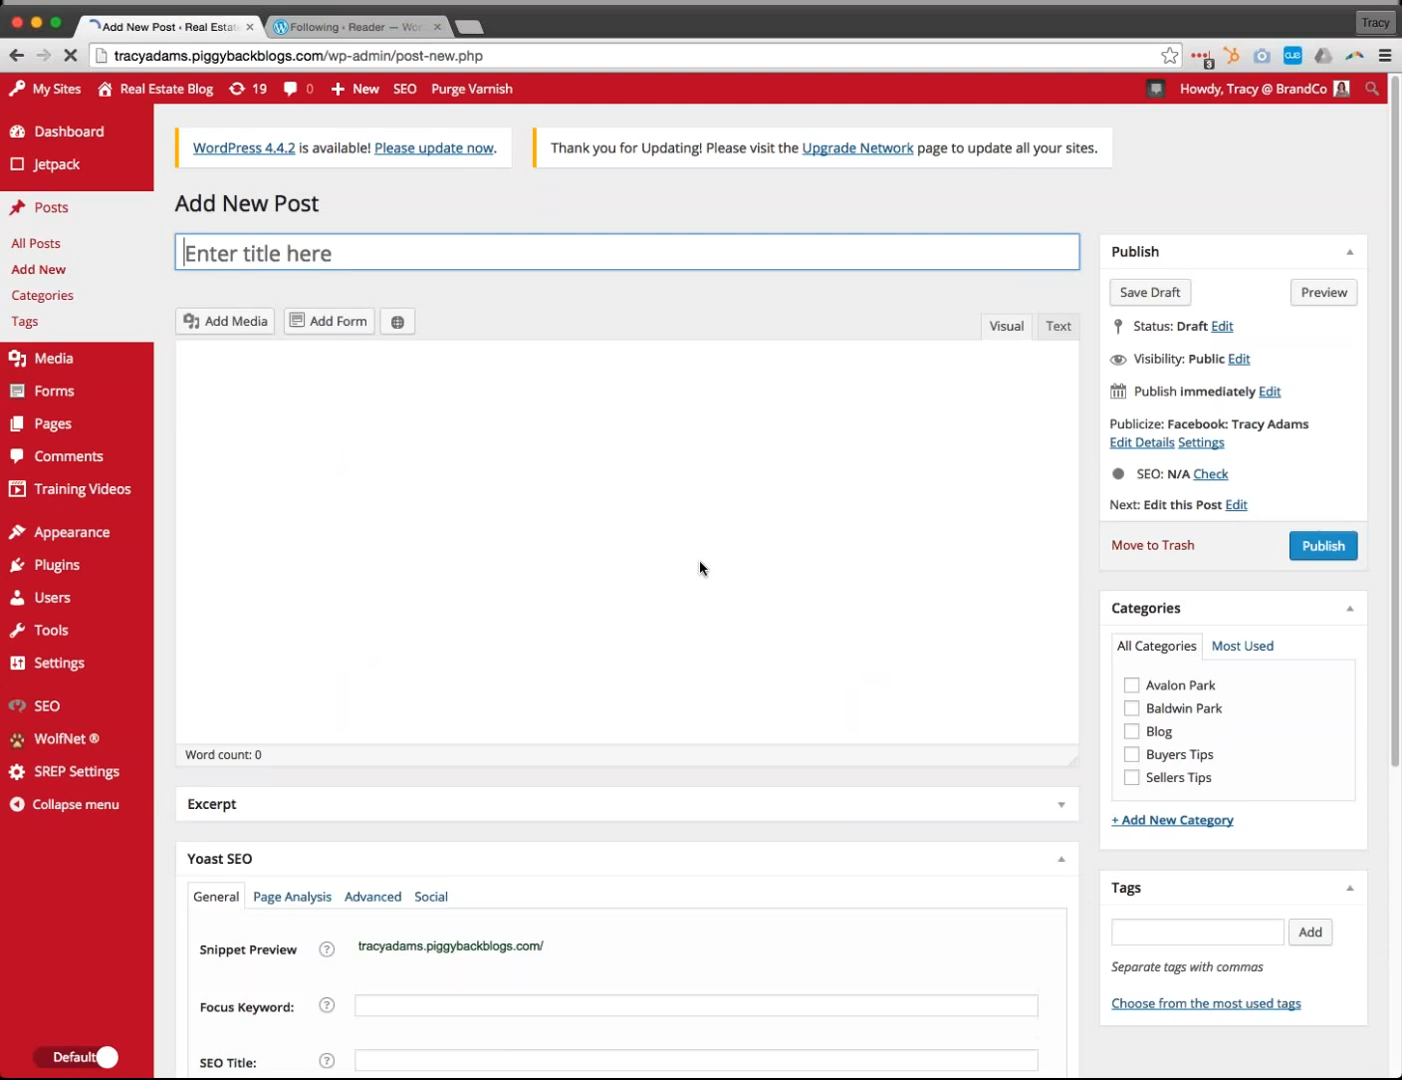 Add New Post · Real Estat
Following · Reader — Wo
Tracy
tracyadams.piggybackblogs.com/wp-admin/post-new.php
3
cue
My Sites
Real Estate Blog
19
0
New
SEO
Purge Varnish
Howdy, Tracy @ BrandCo
Dashboard
Jetpack
Posts
All Posts
Add New
Categories
Tags
Media
Forms
Pages
Comments
Training Videos
Appearance
Plugins
Users
Tools
Settings
SEO
WolfNet ®
SREP Settings
Collapse menu
Default
WordPress 4.4.2 is available! Please update now.
Thank you for Updating! Please visit the Upgrade Network page to update all your sites.
Add New Post
Enter title here
Add Media
Add Form
Visual
Text
Word count: 0
Excerpt
Yoast SEO
General
Page Analysis
Advanced
Social
Snippet Preview
?
tracyadams.piggybackblogs.com/
Focus Keyword:
?
SEO Title:
?
Publish
Save Draft
Preview
Status: Draft Edit
Visibility: Public Edit
Publish immediately Edit
Publicize: Facebook: Tracy Adams
Edit Details Settings
SEO: N/A Check
Next: Edit this Post Edit
Move to Trash
Publish
Categories
All Categories
Most Used
Avalon Park
Baldwin Park
Blog
Buyers Tips
Sellers Tips
+ Add New Category
Tags
Add
Separate tags with commas
Choose from the most used tags